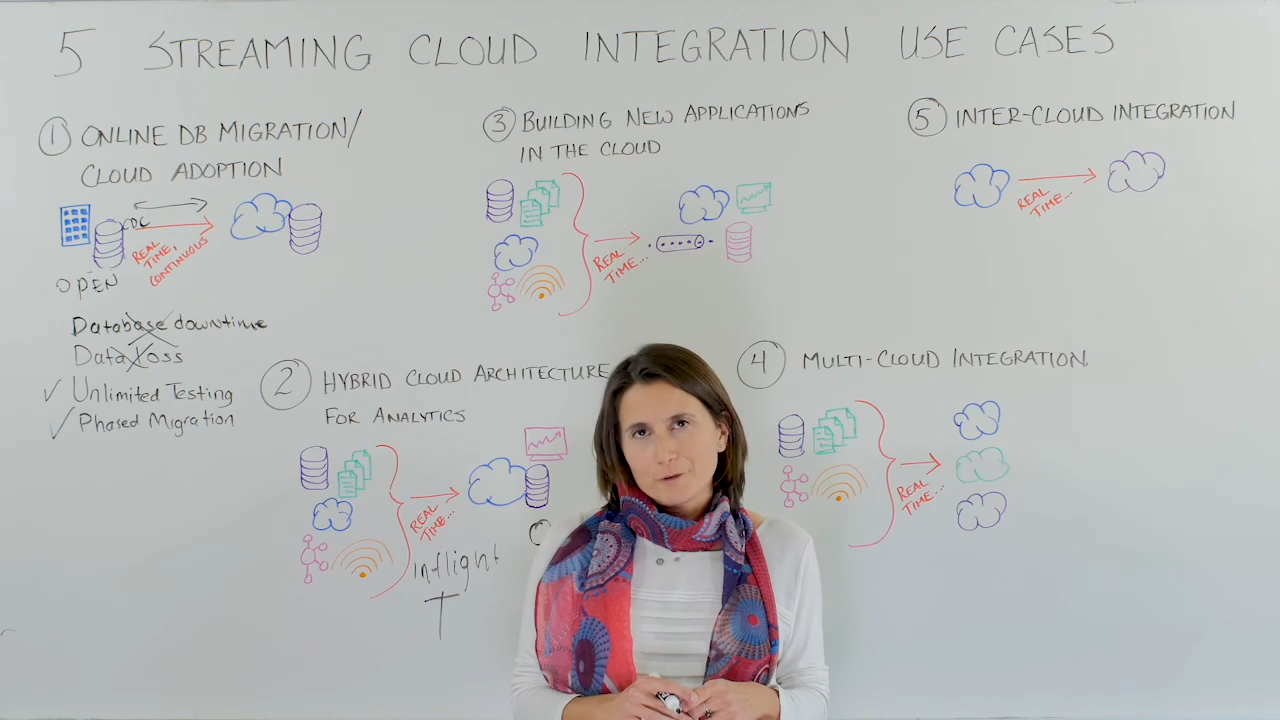 5 STREAMING CLOUD INTEGRATION USE CASES
1 ONLINE DB MIGRATION/
CLOUD ADOPTION
CDC
REAL
TIME,
CONTINUOUS
OPEN
Database downtime
Data Loss
✓ Unlimited Testing
✓ Phased Migration
2 HYBRID CLOUD ARCHITECTURE
FOR ANALYTICS
REAL
TIME...
inflight
T
3 BUILDING NEW APPLICATIONS
IN THE CLOUD
REAL
TIME...
4 MULTI-CLOUD INTEGRATION
REAL
TIME...
5 INTER-CLOUD INTEGRATION
REAL
TIME...